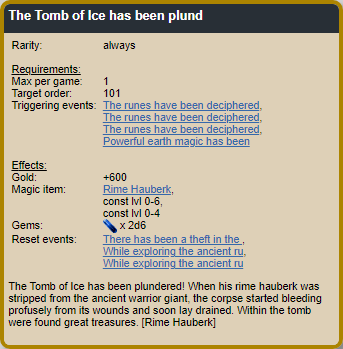 The Tomb of Ice has been plund
Rarity: always
Requirements:
Max per game: 1
Target order: 101
Triggering events: The runes have been deciphered,
The runes have been deciphered,
The runes have been deciphered,
Powerful earth magic has been
Effects:
Gold: +600
Magic item: Rime Hauberk,
const lvl 0-6,
const lvl 0-4
Gems: x 2d6
Reset events: There has been a theft in the ,
While exploring the ancient ru,
While exploring the ancient ru
The Tomb of Ice has been plundered! When his rime hauberk was
stripped from the ancient warrior giant, the corpse started bleeding
profusely from its wounds and soon lay drained. Within the tomb
were found great treasures. [Rime Hauberk]